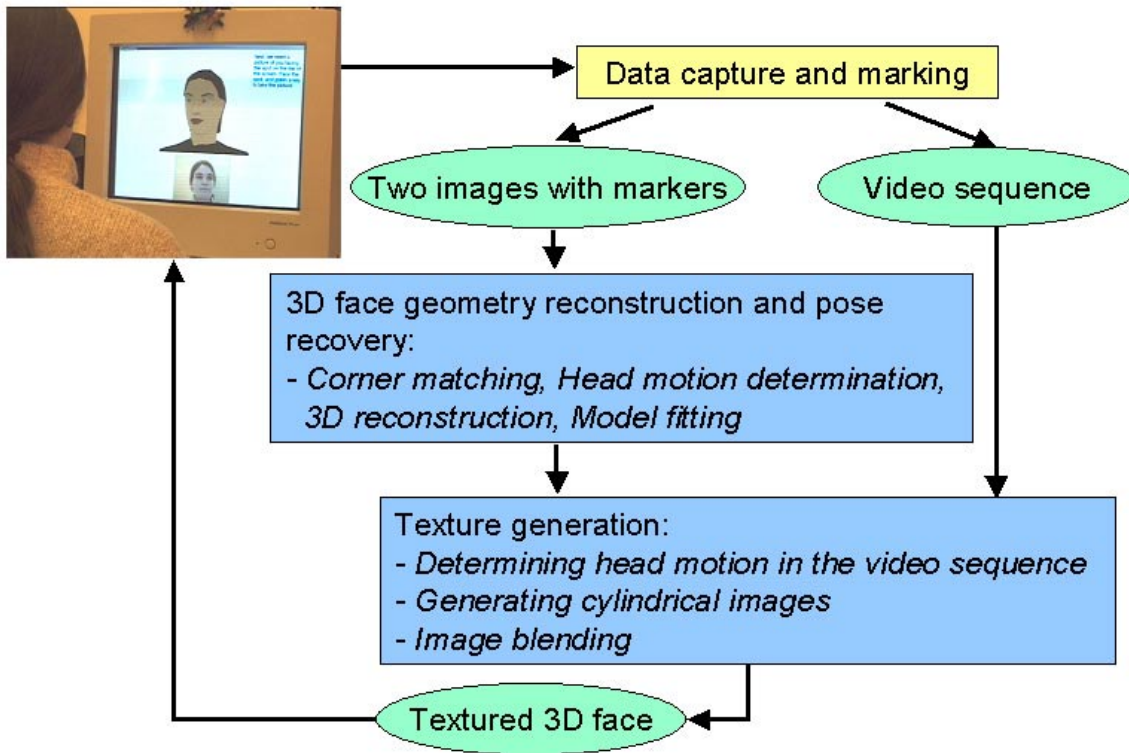 Data capture and marking
Two images with markers
Video sequence
3D face geometry reconstruction and pose
recovery:
- Corner matching, Head motion determination,
3D reconstruction, Model fitting
Texture generation:
- Determining head motion in the video sequence
- Generating cylindrical images
- Image blending
Textured 3D face